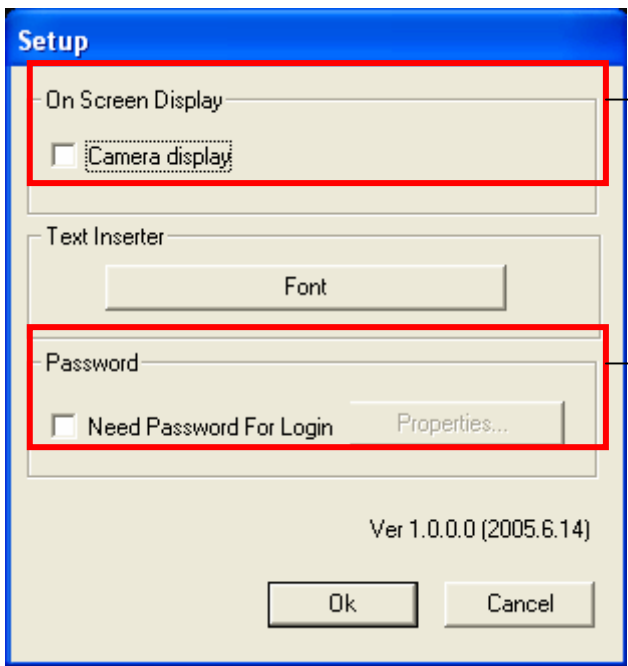 Setup
On Screen Display
Camera display
Text Inserter
Font
Password
Need Password For Login Properties...
Ver 1.0.0.0 (2005.6.14)
Ok Cancel